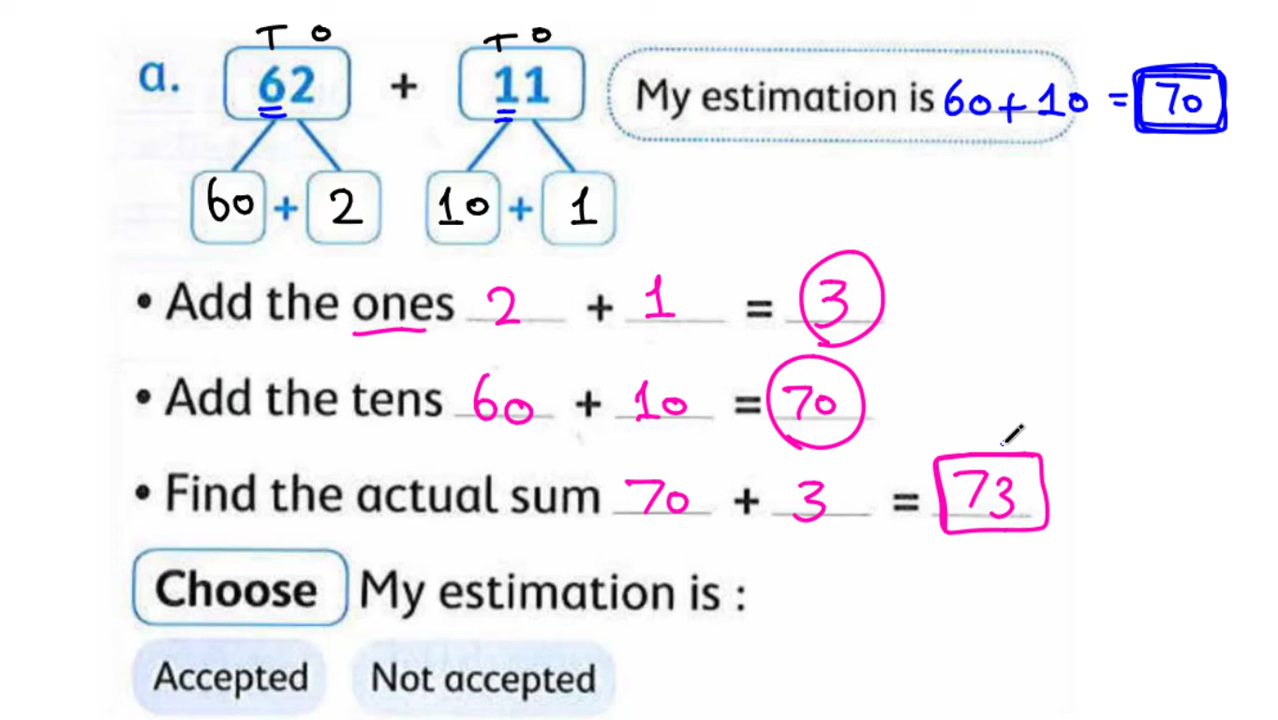 T O T O
a. 62 + 11 My estimation is 60+10 = 70
60 + 2 10 + 1
• Add the ones 2 + 1 = 3
• Add the tens 60 + 10 = 70
• Find the actual sum 70 + 3 = 73
Choose My estimation is :
Accepted Not accepted